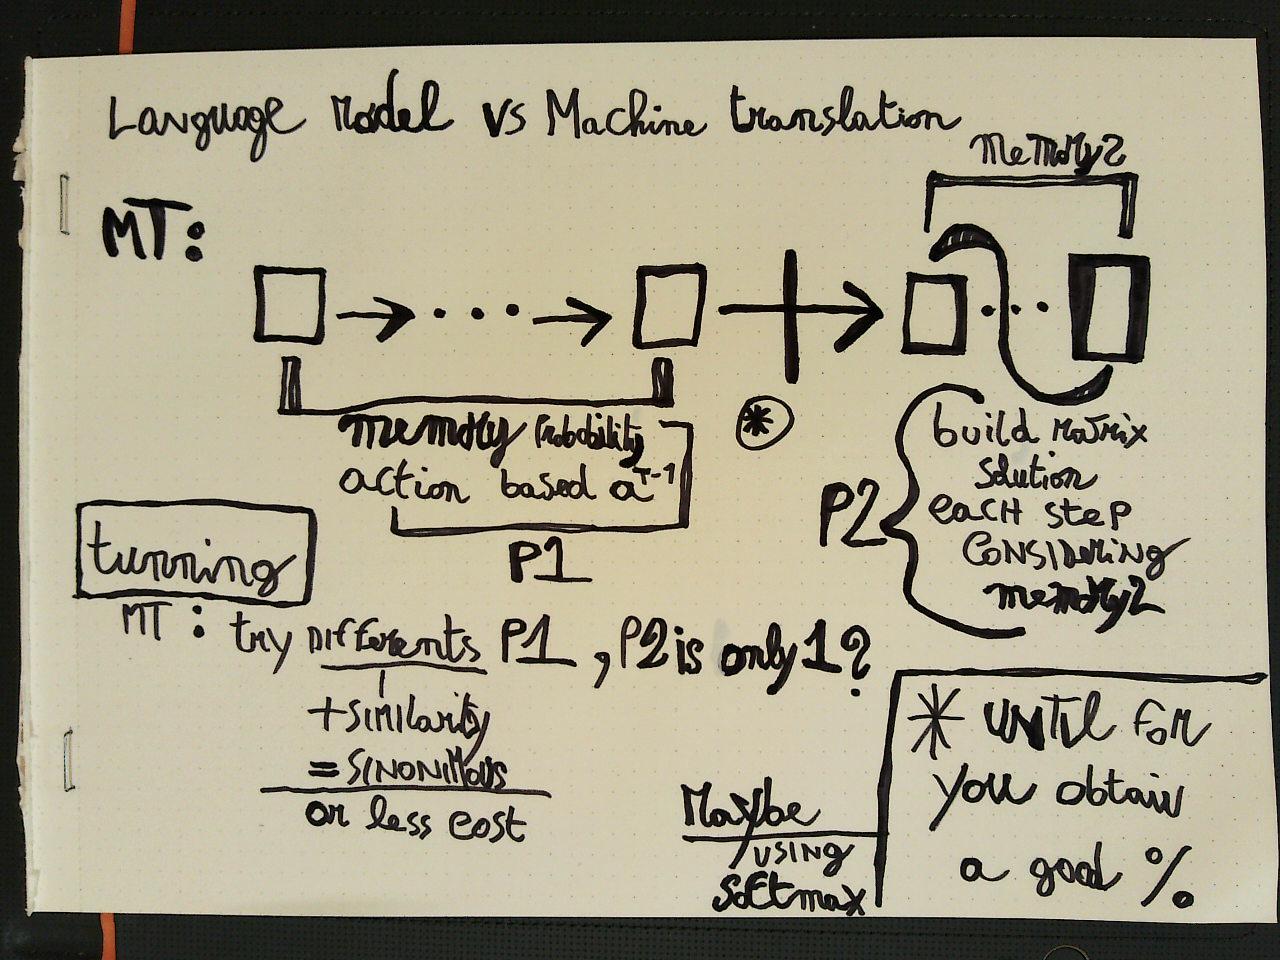 Language model vs Machine translation
memory2
MT:
memory probability
action based a^T-1
P1
*
P2
build matrix
solution
each step
considering
memory2
tunning
MT: try differents P1, P2 is only 1?
+ similarity
= sinonimous
or less cost
Maybe
using
softmax
* until for
you obtain
a good %